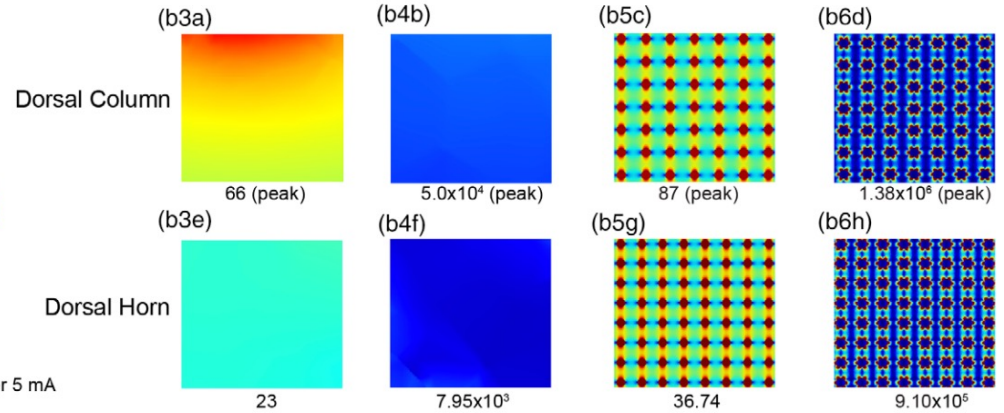 (b3a) (b4b) (b5c) (b6d)
Dorsal Column
66 (peak) 5.0x10⁴ (peak) 87 (peak) 1.38x10⁶ (peak)
(b3e) (b4f) (b5g) (b6h)
Dorsal Horn
r 5 mA
23 7.95x10³ 36.74 9.10x10⁵